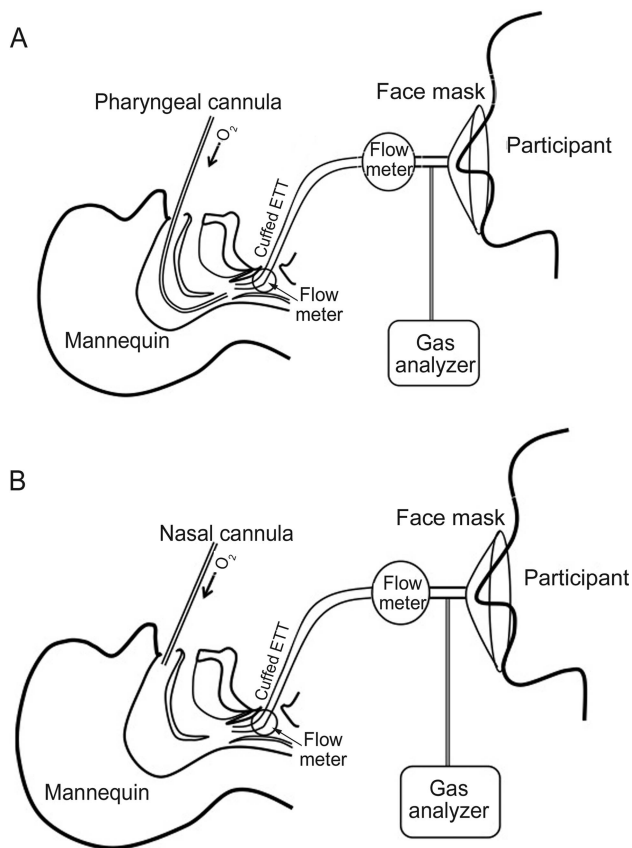 A
Pharyngeal cannula
O2
Face mask
Participant
Flow
meter
Cuffed ETT
Flow
meter
Mannequin
Gas
analyzer
B
Nasal cannula
O2
Face mask
Participant
Flow
meter
Cuffed ETT
Flow
meter
Mannequin
Gas
analyzer